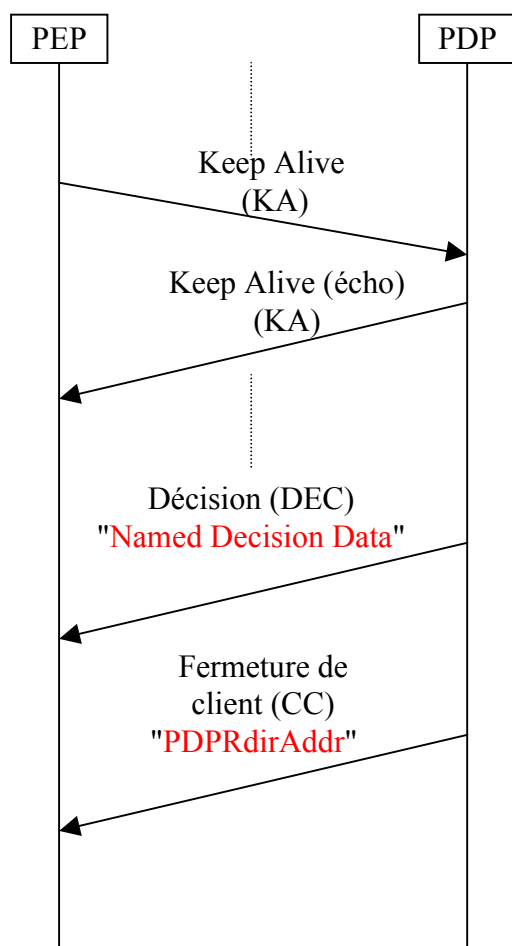 PEP
PDP
Keep Alive
(KA)
Keep Alive (écho)
(KA)
Décision (DEC)
"Named Decision Data"
Fermeture de
client (CC)
"PDPRdirAddr"